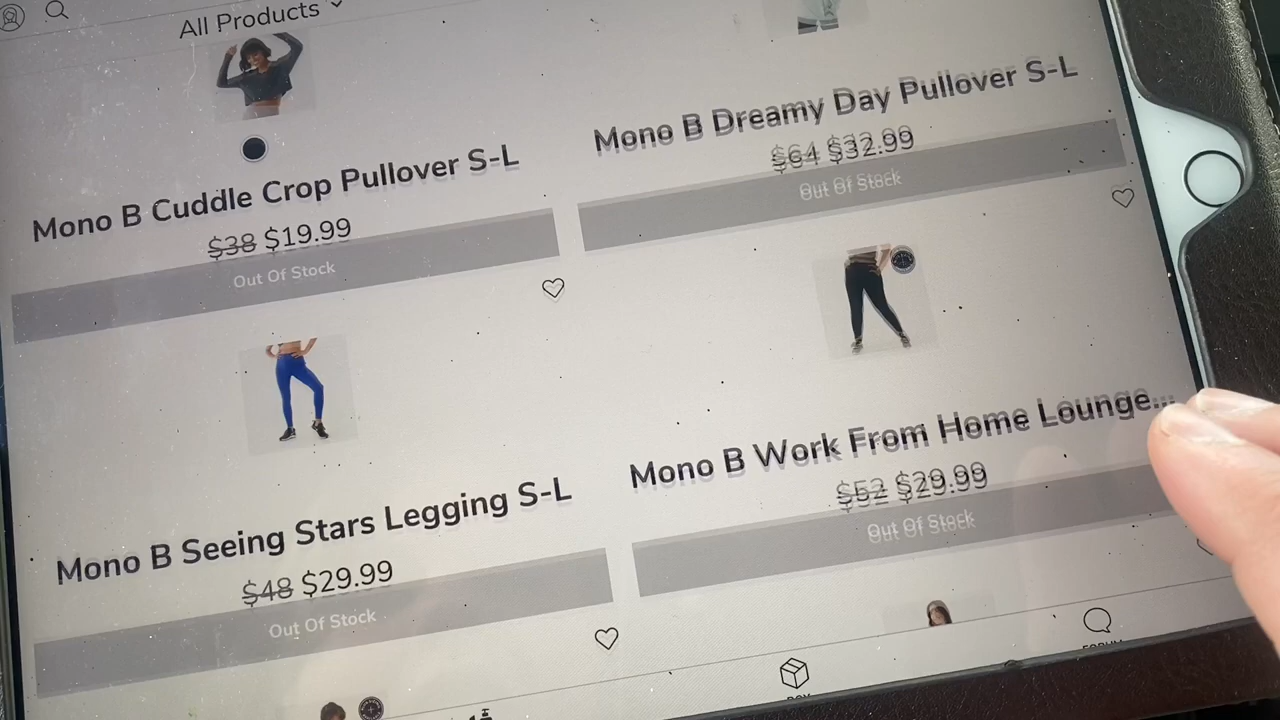 All Products
Mono B Cuddle Crop Pullover S-L
$38 $19.99
Out Of Stock
Mono B Dreamy Day Pullover S-L
$64 $32.99
Out Of Stock
Mono B Seeing Stars Legging S-L
$48 $29.99
Out Of Stock
Mono B Work From Home Lounge...
$52 $29.99
Out Of Stock